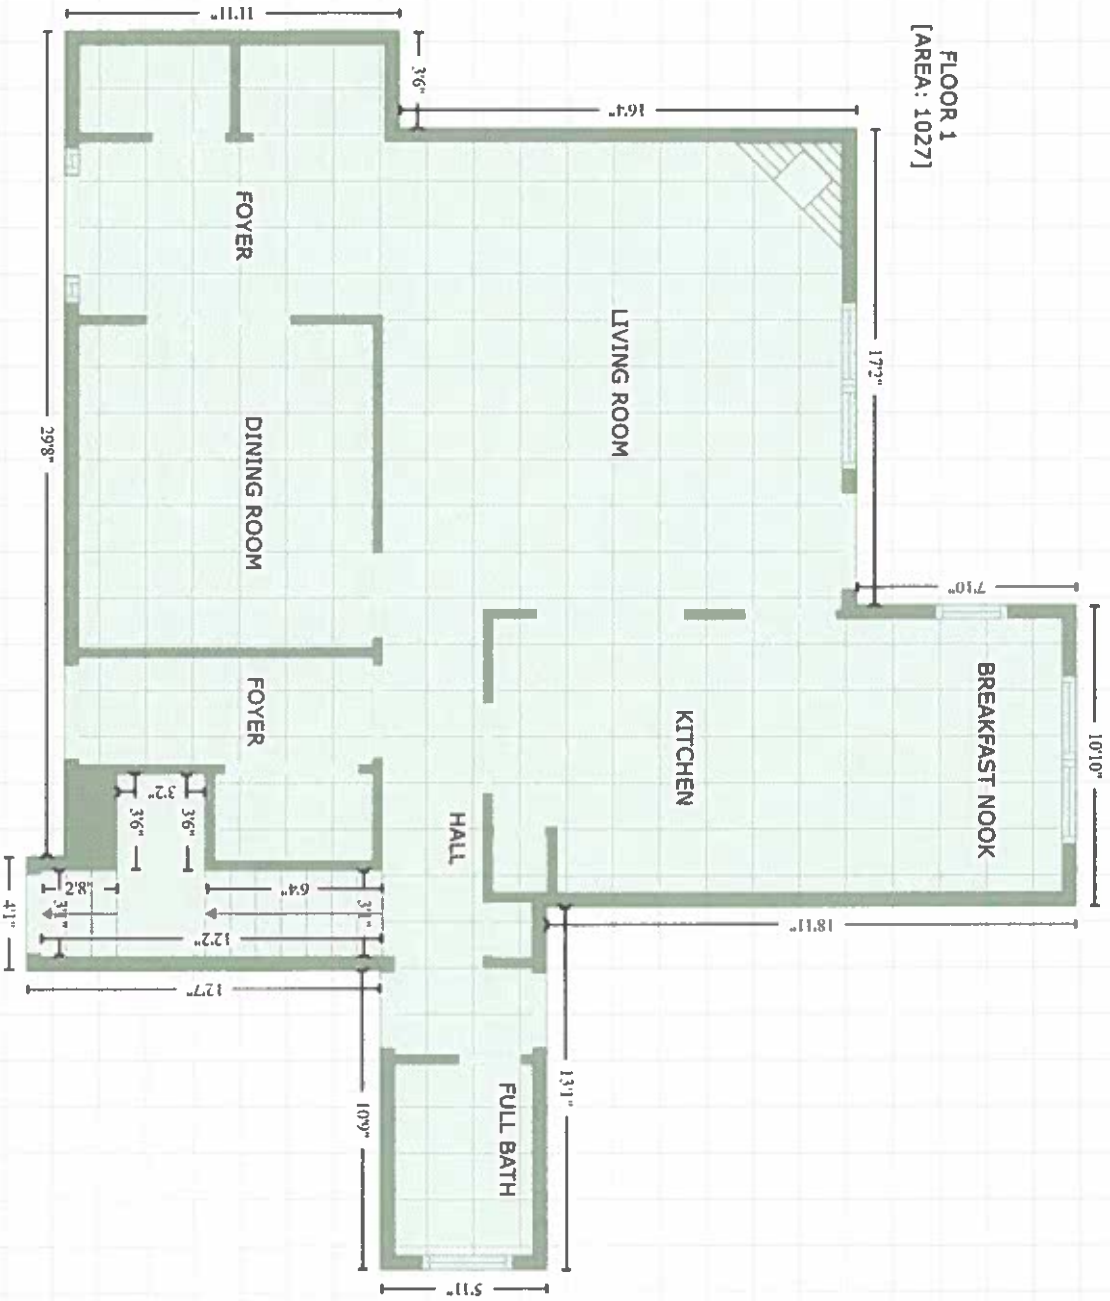 FLOOR 1
[AREA: 1027]
17'2"
7'10"
10'10"
16'4"
3'6"
11'11"
BREAKFAST NOOK
LIVING ROOM
KITCHEN
18'11"
FOYER
DINING ROOM
FOYER
HALL
FULL BATH
13'1"
5'11"
10'9"
3'2"
3'6"
3'6"
6'4"
2'8"
3'1"
3'1"
12'2"
12'7"
4'1"
29'8"